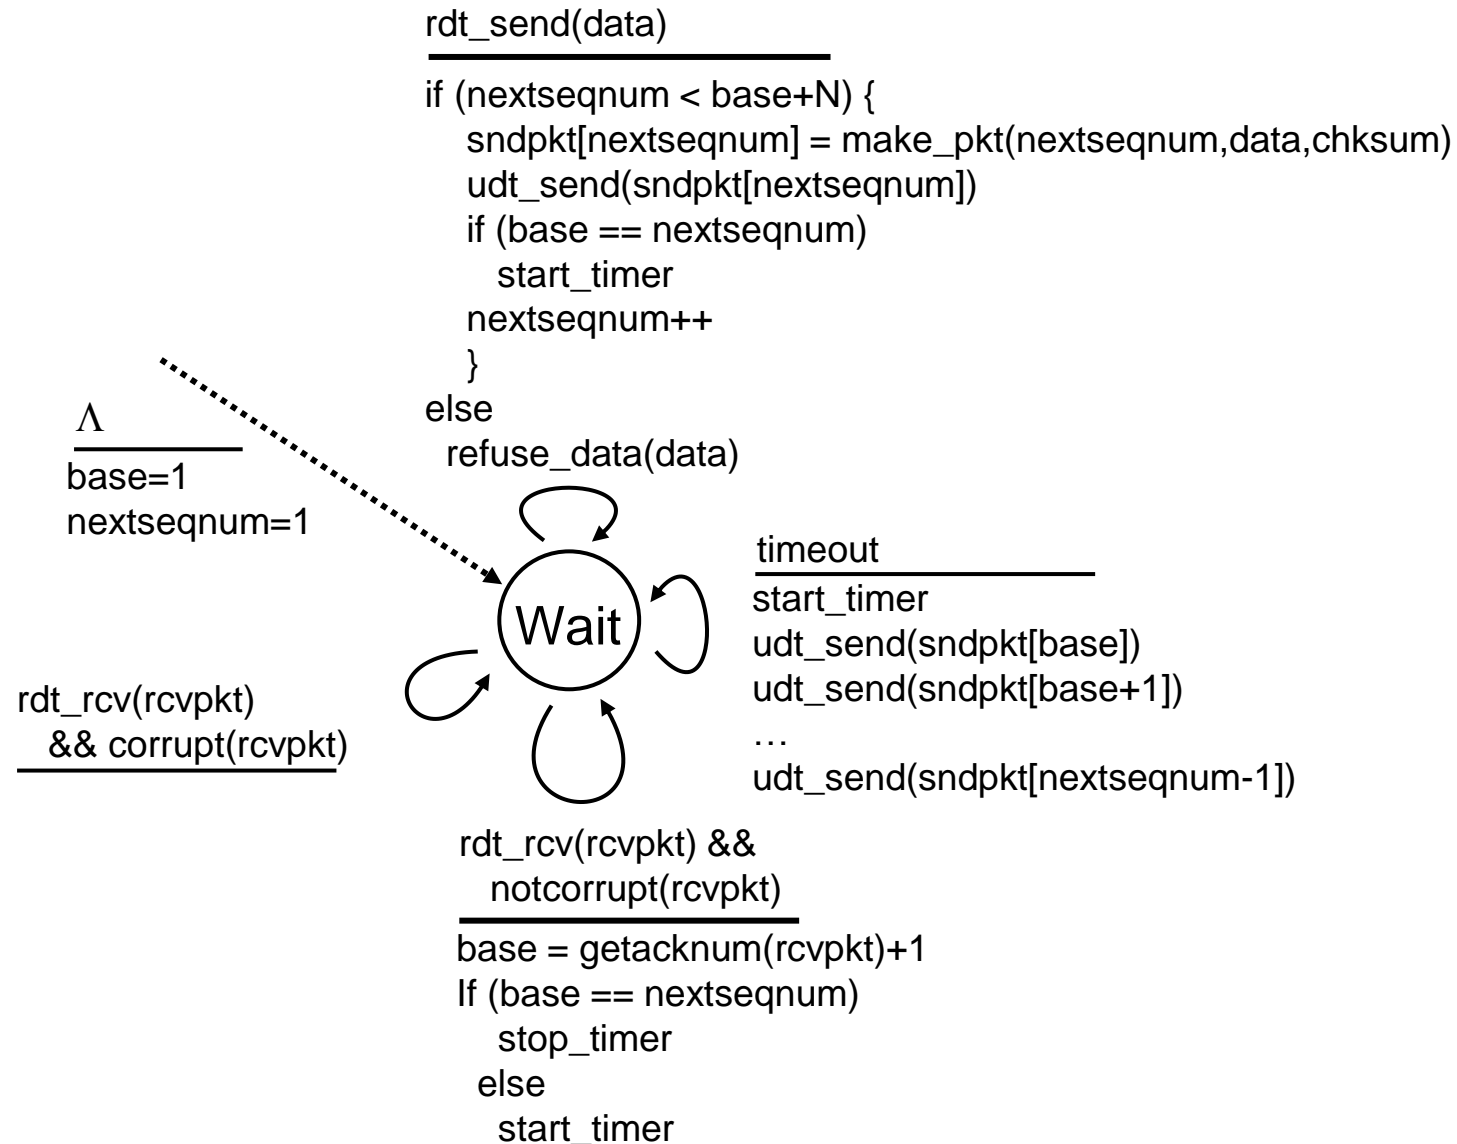 rdt_send(data)
if (nextseqnum < base+N) {
sndpkt[nextseqnum] = make_pkt(nextseqnum,data,chksum)
udt_send(sndpkt[nextseqnum])
if (base == nextseqnum)
start_timer
nextseqnum++
}
else
refuse_data(data)
Λ
base=1
nextseqnum=1
Wait
timeout
start_timer
udt_send(sndpkt[base])
udt_send(sndpkt[base+1])
…
udt_send(sndpkt[nextseqnum-1])
rdt_rcv(rcvpkt)
&& corrupt(rcvpkt)
rdt_rcv(rcvpkt) &&
notcorrupt(rcvpkt)
base = getacknum(rcvpkt)+1
If (base == nextseqnum)
stop_timer
else
start_timer